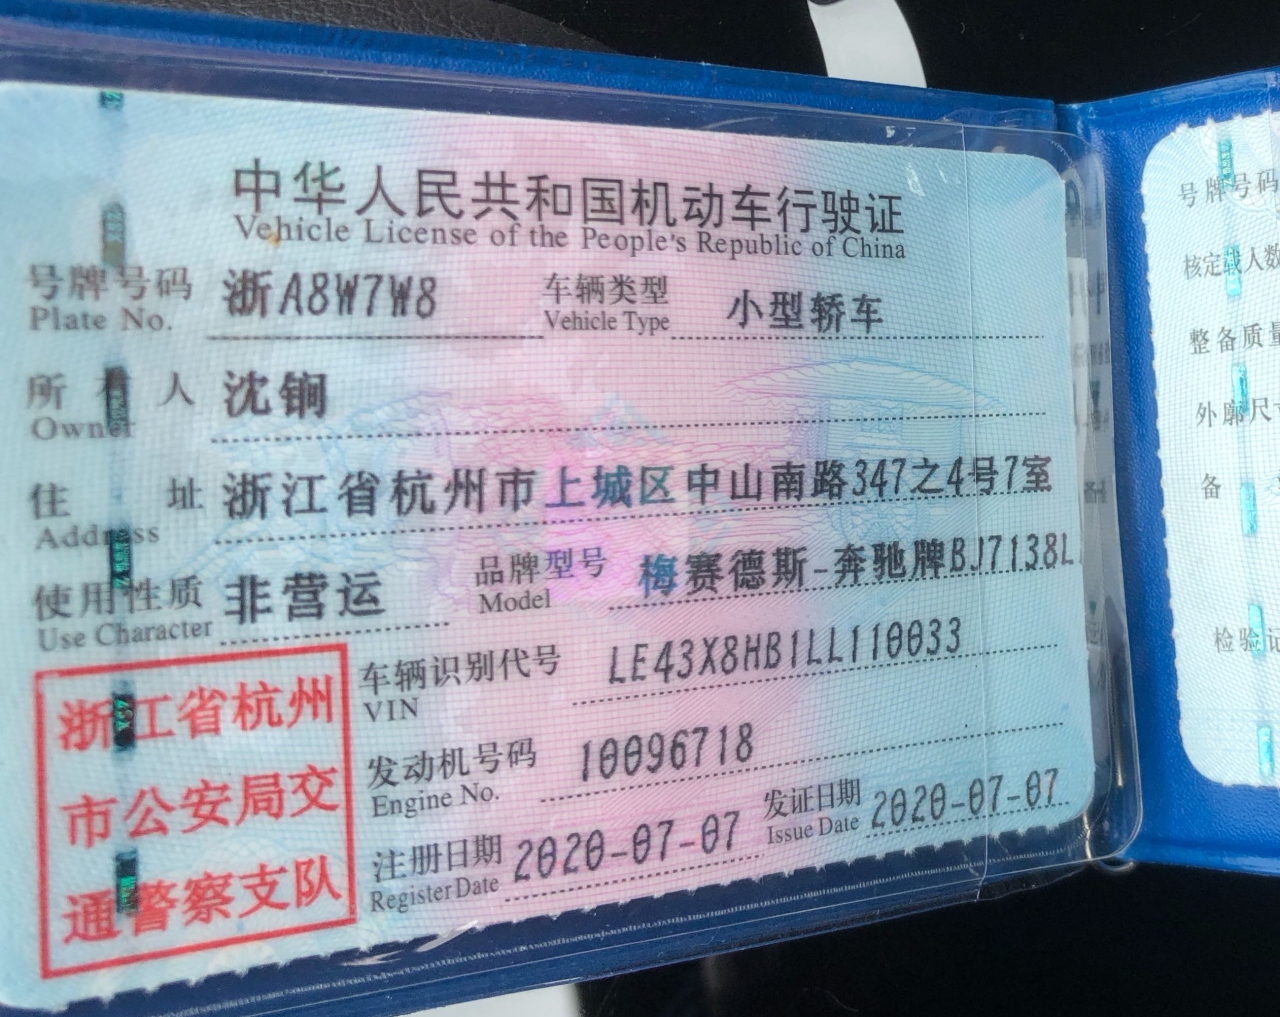 中华人民共和国机动车行驶证
Vehicle License of the People's Republic of China
号牌号码 浙A8W7W8 车辆类型 小型轿车
Plate No. Vehicle Type
所有人 沈锏
Owner
住址 浙江省杭州市上城区中山南路347之4号7室
Address
使用性质 非营运 品牌型号 梅赛德斯-奔驰牌BJ7138L
Use Character Model
车辆识别代号 LE43X8HB1LL110033
VIN
发动机号码 10096718
Engine No.
注册日期 2020-07-07 发证日期 2020-07-07
Register Date Issue Date
浙江省杭州
市公安局交
通警察支队
号牌号码
核定载人数
整备质量
外廓尺寸
备
检验记